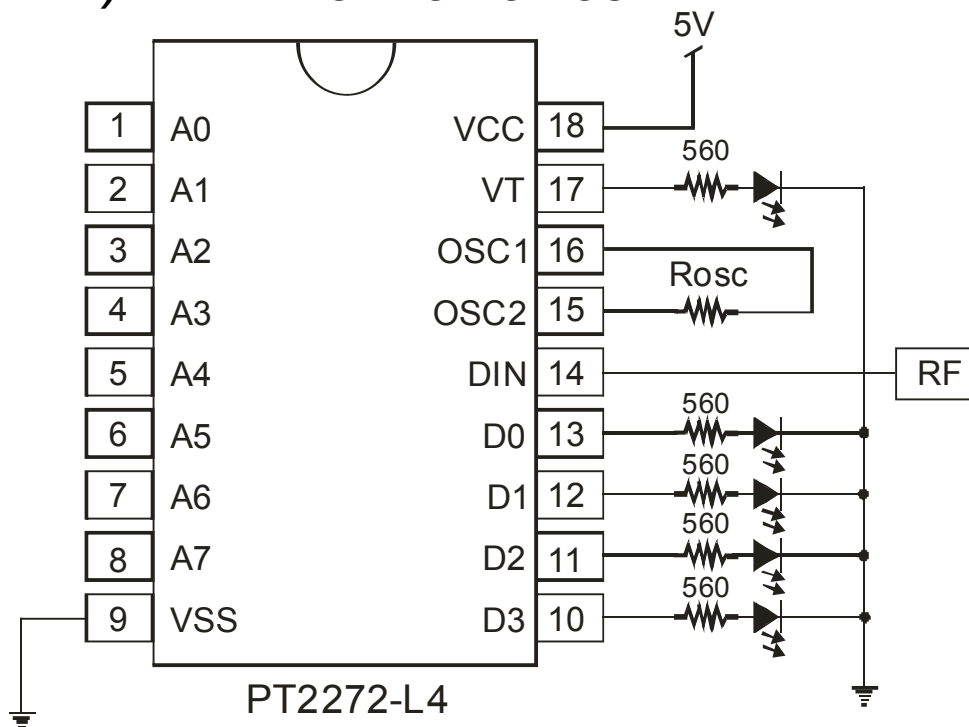 5V
1 A0 VCC 18
560
2 A1 VT 17
3 A2 OSC1 16
Rosc
4 A3 OSC2 15
5 A4 DIN 14 RF
560
6 A5 D0 13
560
7 A6 D1 12
560
8 A7 D2 11
560
9 VSS D3 10
PT2272-L4